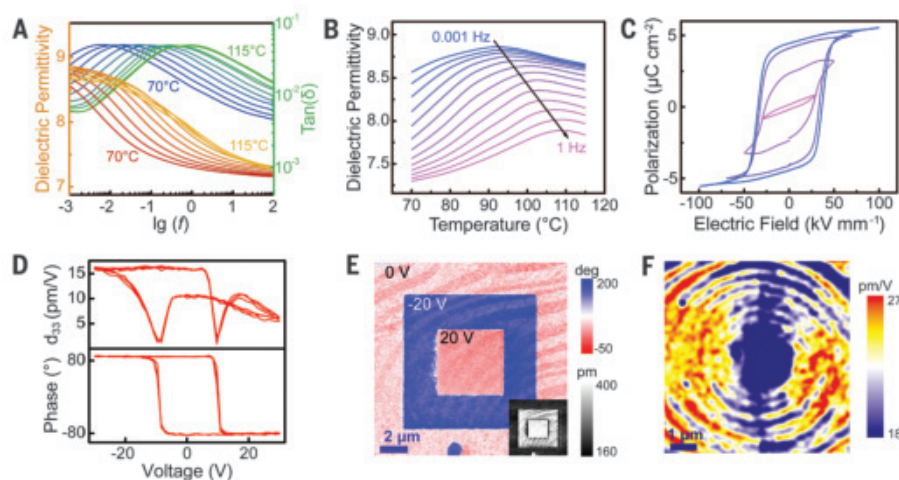 A
Dielectric Permittivity
9
8
7
10⁻¹
10⁻²
10⁻³
Tan(δ)
115°C
70°C
115°C
70°C
-3 -2 -1 0 1 2
lg (f)
B
Dielectric Permittivity
9.0
8.5
8.0
7.5
0.001 Hz
1 Hz
70 80 90 100 110
Temperature (°C)
C
Polarization (µC cm⁻²)
5
0
-5
-100 -50 0 50 100
Electric Field (kV mm⁻¹)
D
d₃₃ (pm/V)
15
10
5
Phase (°)
80
-80
-20 0 20
Voltage (V)
E
0 V
-20 V
20 V
2 µm
deg
200
-50
pm
400
160
F
1 µm
pm/V
27
18